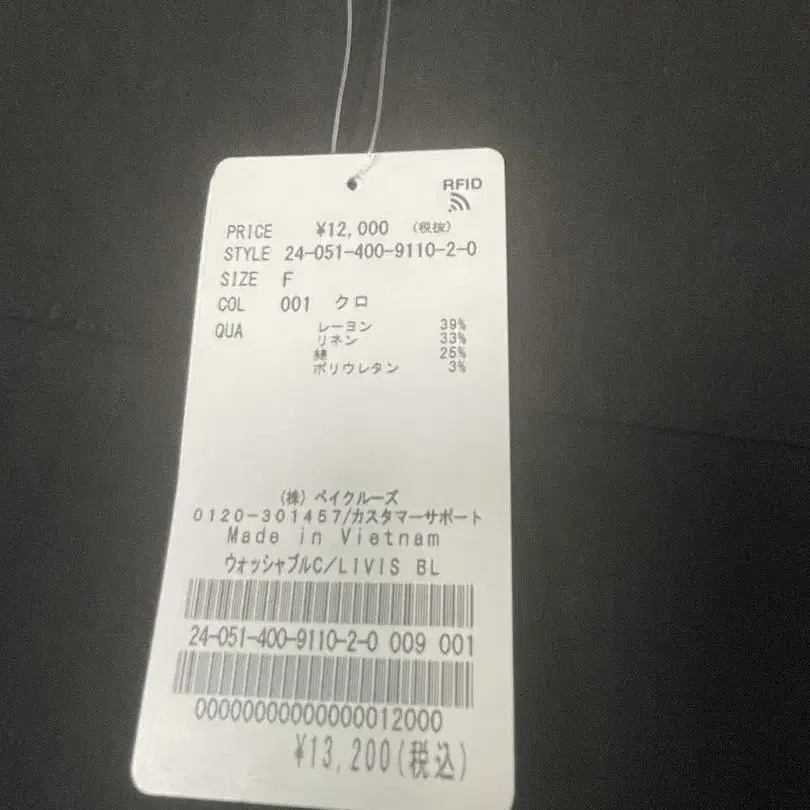 RFID
PRICE ¥12,000 (税抜)
STYLE 24-051-400-9110-2-0
SIZE F
COL 001 クロ
QUA レーヨン 39%
リネン 33%
綿 25%
ポリウレタン 3%
(株) ベイクルーズ
0120-301457/カスタマーサポート
Made in Vietnam
ウォッシャブルC/LIVIS BL
24-051-400-9110-2-0 009 001
00000000000000012000
¥13,200(税込)